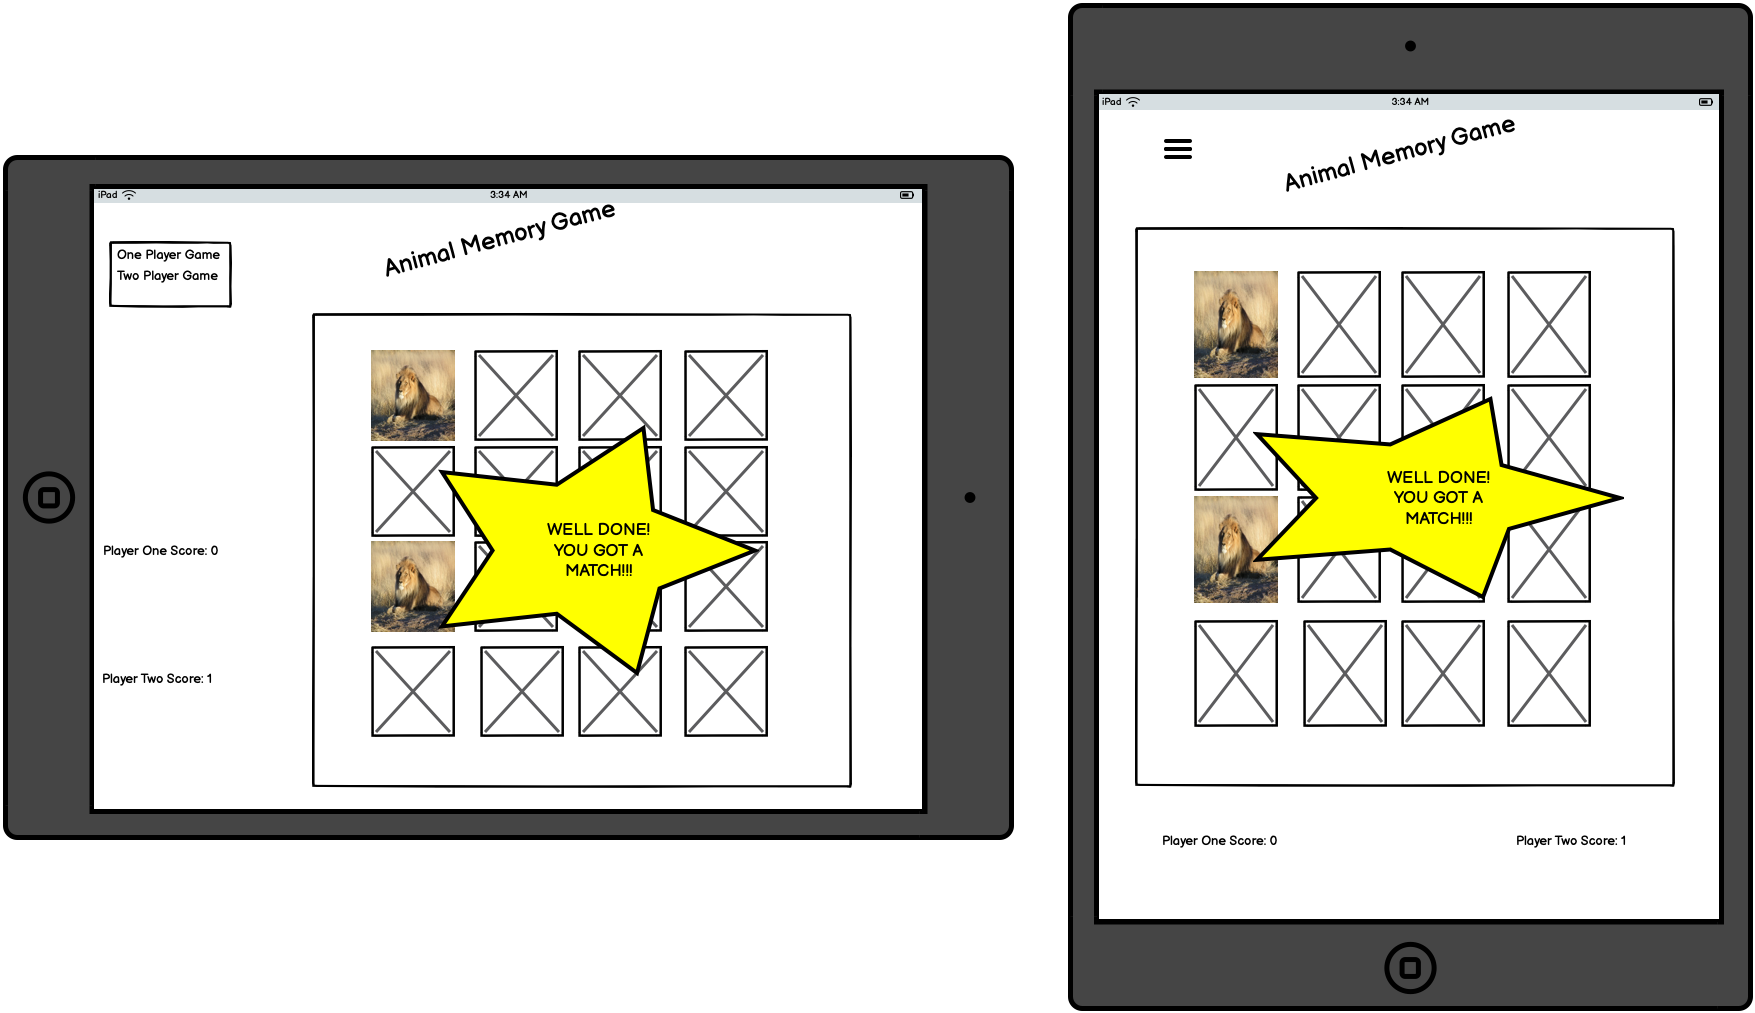 iPad
3:34 AM
Animal Memory Game
One Player Game
Two Player Game
WELL DONE!
YOU GOT A
MATCH!!!
Player One Score: 0
Player Two Score: 1
iPad
3:34 AM
Animal Memory Game
WELL DONE!
YOU GOT A
MATCH!!!
Player One Score: 0
Player Two Score: 1